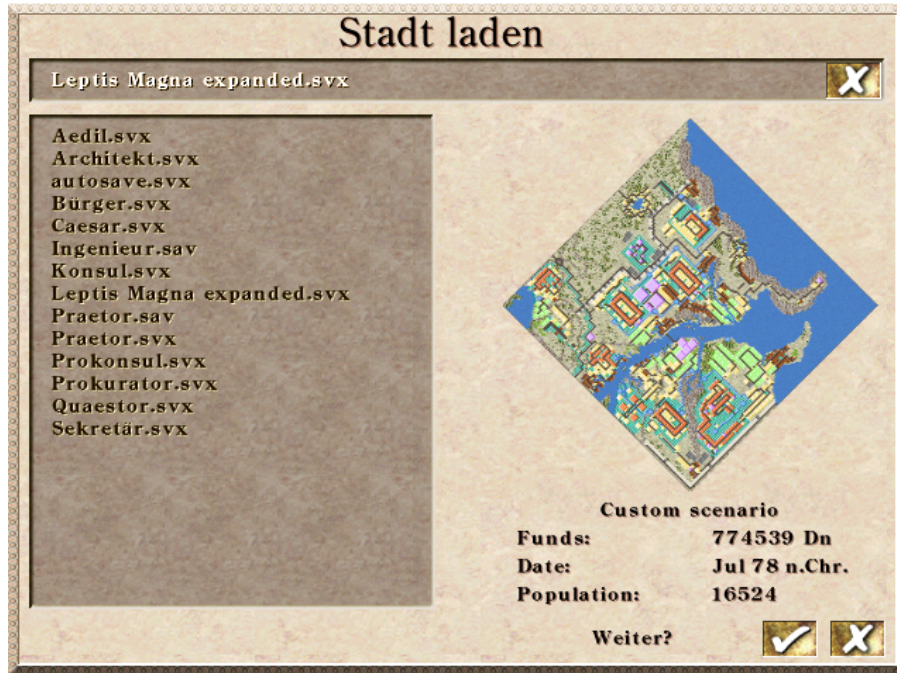 Stadt laden
Leptis Magna expanded.svx
Aedil.svx
Architekt.svx
autosave.svx
Bürger.svx
Caesar.svx
Ingenieur.sav
Konsul.svx
Leptis Magna expanded.svx
Praetor.sav
Praetor.svx
Prokonsul.svx
Prokurator.svx
Quaestor.svx
Sekretär.svx
Custom scenario
Funds: 774539 Dn
Date: Jul 78 n.Chr.
Population: 16524
Weiter?